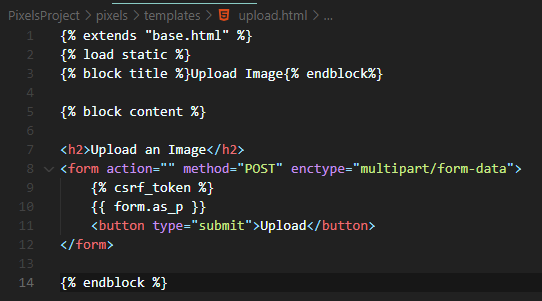 PixelsProject > pixels > templates > upload.html > ...
1 {% extends "base.html" %}
2 {% load static %}
3 {% block title %}Upload Image{% endblock%}
4
5 {% block content %}
6
7 <h2>Upload an Image</h2>
8 <form action="" method="POST" enctype="multipart/form-data">
9     {% csrf_token %}
10     {{ form.as_p }}
11     <button type="submit">Upload</button>
12 </form>
13
14 {% endblock %}